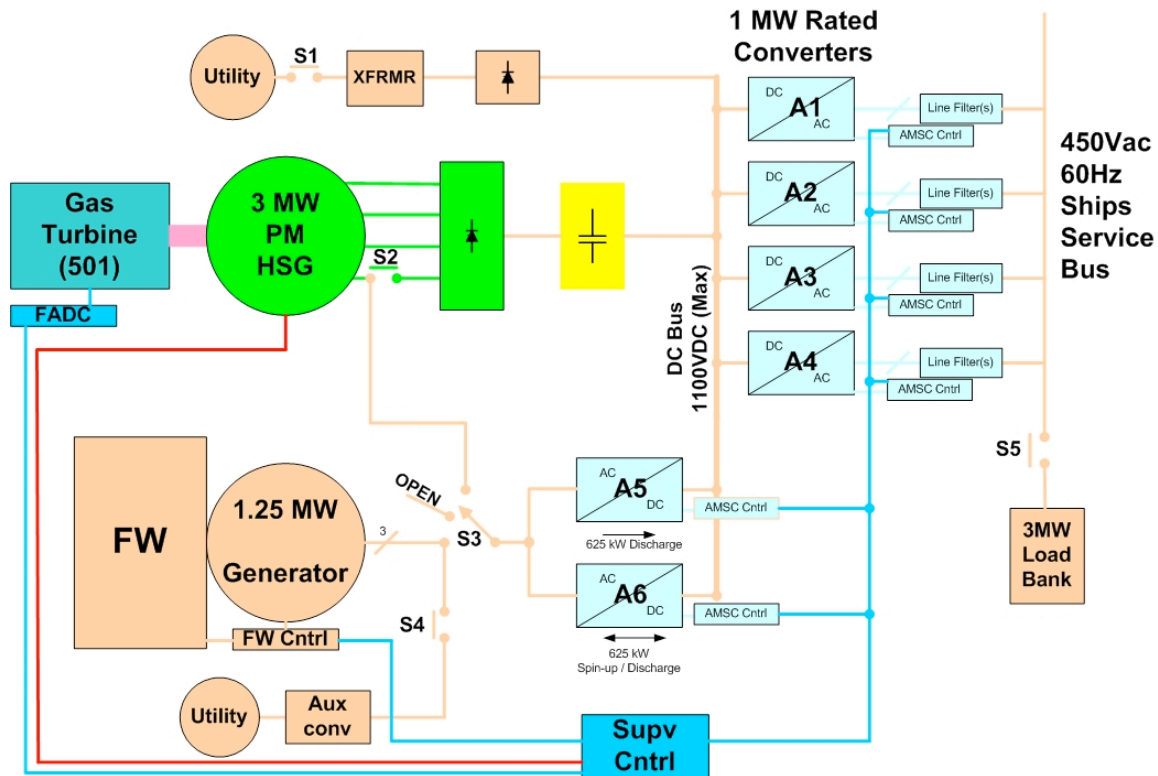 1 MW Rated
Converters
Utility
S1
XFRMR
DC
A1
AC
Line Filter(s)
AMSC Cntrl
450Vac
60Hz
Ships
Service
Bus
Gas
Turbine
(501)
3 MW
PM
HSG
S2
DC
A2
AC
Line Filter(s)
AMSC Cntrl
FADC
DC Bus
1100VDC (Max)
DC
A3
AC
Line Filter(s)
AMSC Cntrl
DC
A4
AC
Line Filter(s)
AMSC Cntrl
S5
3MW
Load
Bank
FW
1.25 MW
Generator
3
OPEN
S3
AC
A5
DC
AMSC Cntrl
625 kW Discharge
AC
A6
DC
AMSC Cntrl
625 kW
Spin-up / Discharge
FW Cntrl
S4
Utility
Aux
conv
Supv
Cntrl